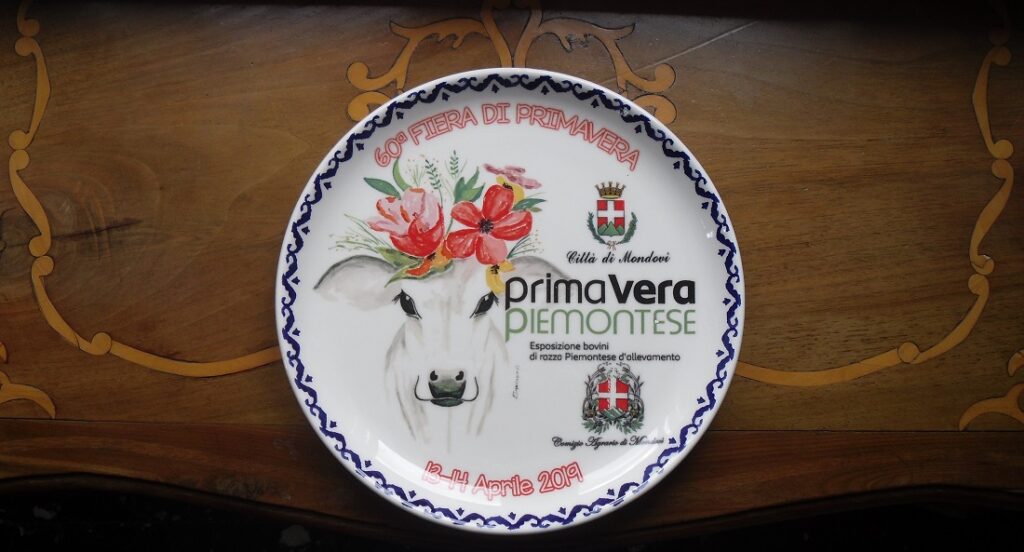 60ª FIERA DI PRIMAVERA
Città di Mondovì
primaVera
PIEMONTESE
Esposizione bovini
di razza Piemontese d'allevamento
Comizio Agrario di Mondovì
13-14 Aprile 2019